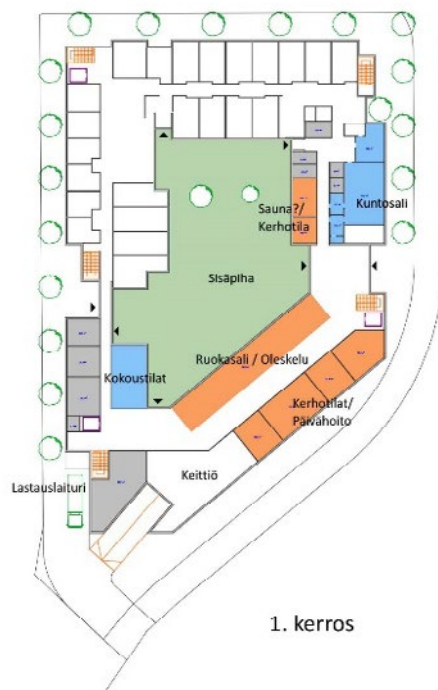 Sauna?/
Kerhotila
Kuntosali
Sisäpiha
Ruokasali / Oleskelu
Kokoustilat
Kerhotilat/
Päivähoito
Keittiö
Lastauslaituri
1. kerros